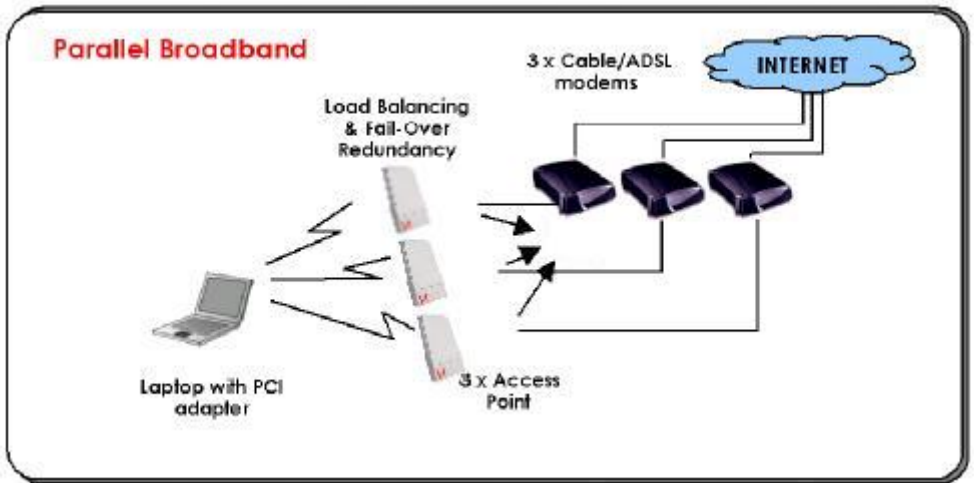 Parallel Broadband
3 x Cable/ADSL
modems
INTERNET
Load Balancing
& Fail-Over
Redundancy
Laptop with PCI
adapter
3 x Access
Point